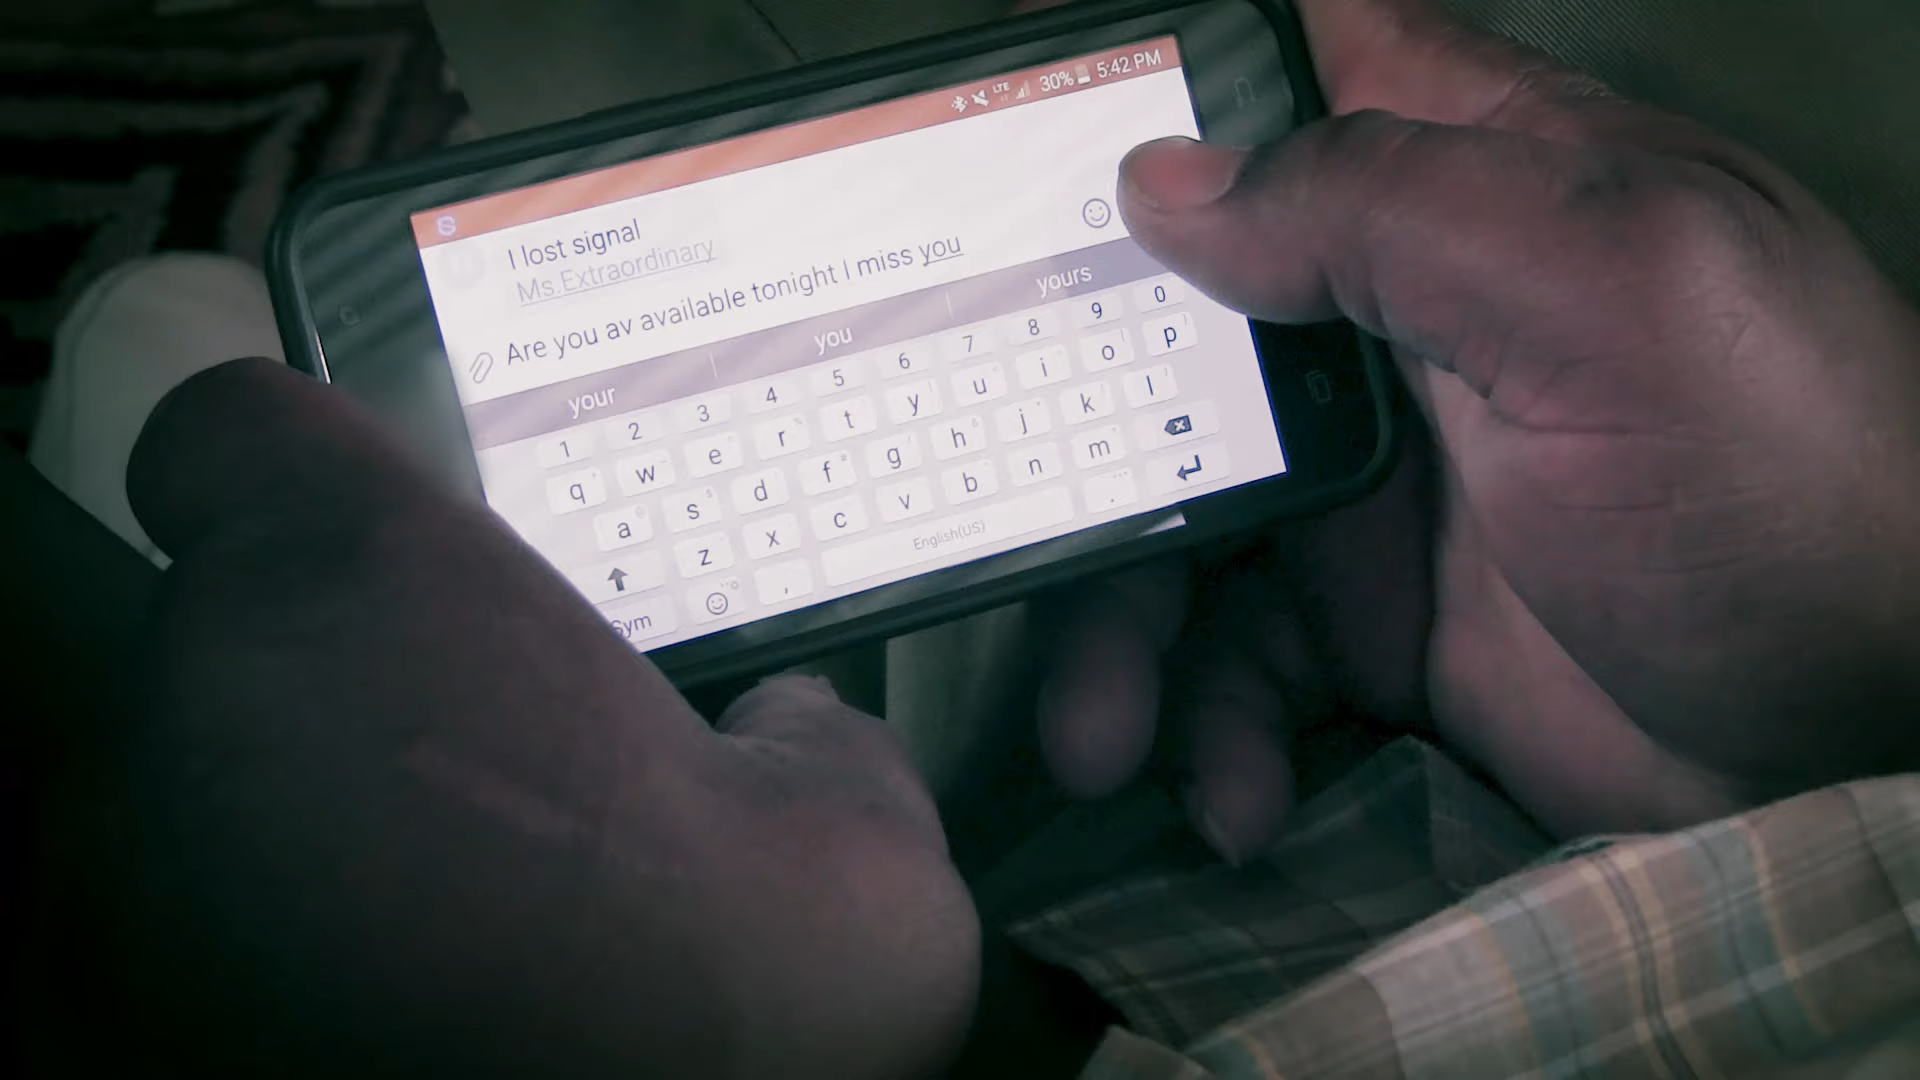 30% 5:42 PM
I lost signal
Ms.Extraordinary
Are you av available tonight I miss you
your you yours
1 2 3 4 5 6 7 8 9 0
q w e r t y u i o p
a s d f g h j k l
z x c v b n m
Sym , English(US) .